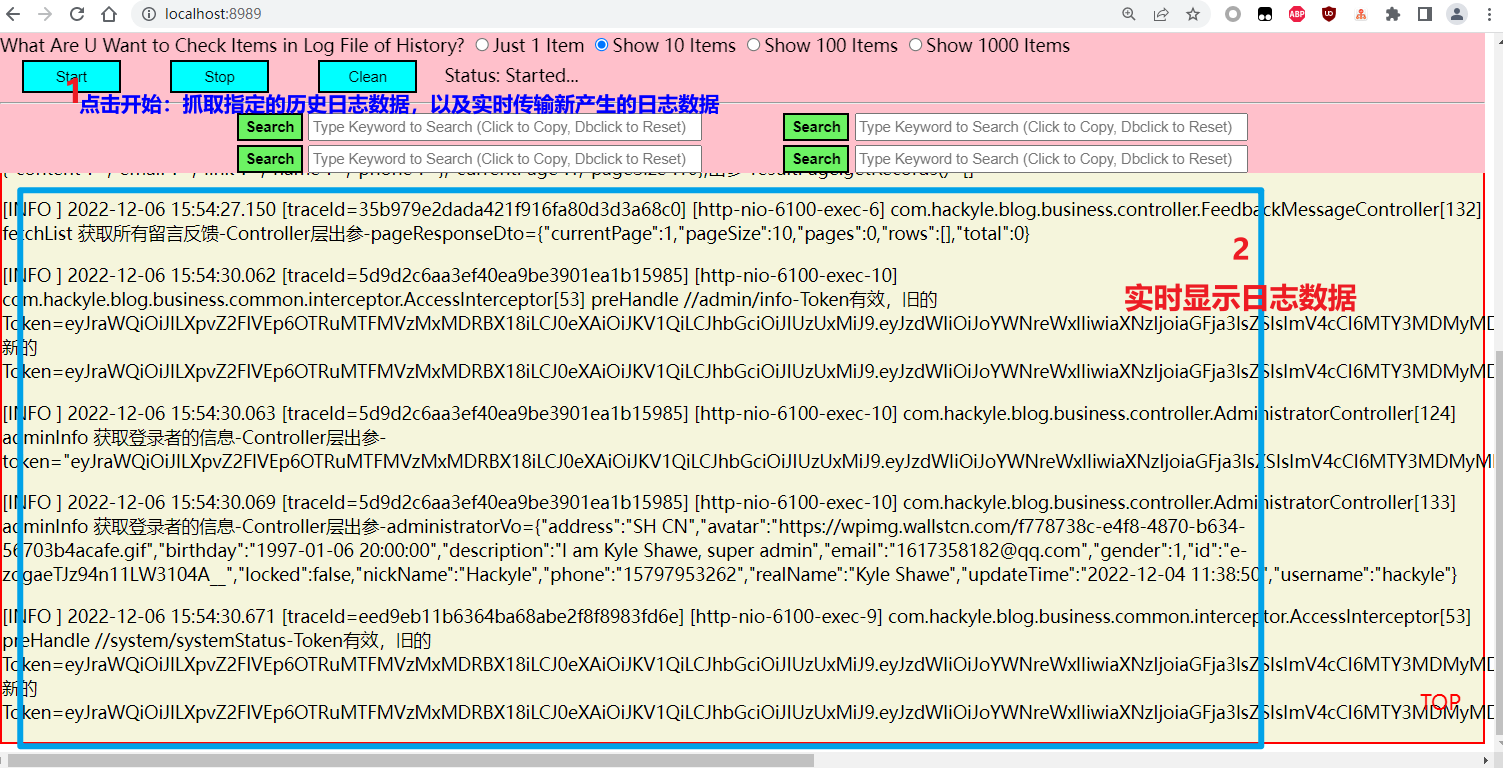 localhost:8989
What Are U Want to Check Items in Log File of History? Just 1 Item Show 10 Items Show 100 Items Show 1000 Items
Start Stop Clean Status: Started...
1
点击开始：抓取指定的历史日志数据，以及实时传输新产生的日志数据
Search Type Keyword to Search (Click to Copy, Dbclick to Reset) Search Type Keyword to Search (Click to Copy, Dbclick to Reset)
Search Type Keyword to Search (Click to Copy, Dbclick to Reset) Search Type Keyword to Search (Click to Copy, Dbclick to Reset)
[INFO ] 2022-12-06 15:54:27.150 [traceId=35b979e2dada421f916fa80d3d3a68c0] [http-nio-6100-exec-6] com.hackyle.blog.business.controller.FeedbackMessageController[132]
fetchList 获取所有留言反馈-Controller层出参-pageResponseDto={"currentPage":1,"pageSize":10,"pages":0,"rows":[],"total":0}
2
[INFO ] 2022-12-06 15:54:30.062 [traceId=5d9d2c6aa3ef40ea9be3901ea1b15985] [http-nio-6100-exec-10]
com.hackyle.blog.business.common.interceptor.AccessInterceptor[53] preHandle //admin/info-Token有效，旧的
实时显示日志数据
Token=
新的
Token=
[INFO ] 2022-12-06 15:54:30.063 [traceId=5d9d2c6aa3ef40ea9be3901ea1b15985] [http-nio-6100-exec-10] com.hackyle.blog.business.controller.AdministratorController[124]
adminInfo 获取登录者的信息-Controller层出参-
token="
[INFO ] 2022-12-06 15:54:30.069 [traceId=5d9d2c6aa3ef40ea9be3901ea1b15985] [http-nio-6100-exec-10] com.hackyle.blog.business.controller.AdministratorController[133]
adminInfo 获取登录者的信息-Controller层出参-administratorVo={"address":"SH CN","avatar":"https://wpimg.wallstcn.com/f778738c-e4f8-4870-b634-
56703b4acafe.gif","birthday":"1997-01-06 20:00:00","description":"I am Kyle Shawe, super admin","email":"1617358182@qq.com","gender":1,"id":"e-
zcgaeTJz94n11LW3104A__","locked":false,"nickName":"Hackyle","phone":"15797953262","realName":"Kyle Shawe","updateTime":"2022-12-04 11:38:50","username":"hackyle"}
[INFO ] 2022-12-06 15:54:30.671 [traceId=eed9eb11b6364ba68abe2f8f8983fd6e] [http-nio-6100-exec-9] com.hackyle.blog.business.common.interceptor.AccessInterceptor[53]
preHandle //system/systemStatus-Token有效，旧的
Token=
新的
TOP
Token=